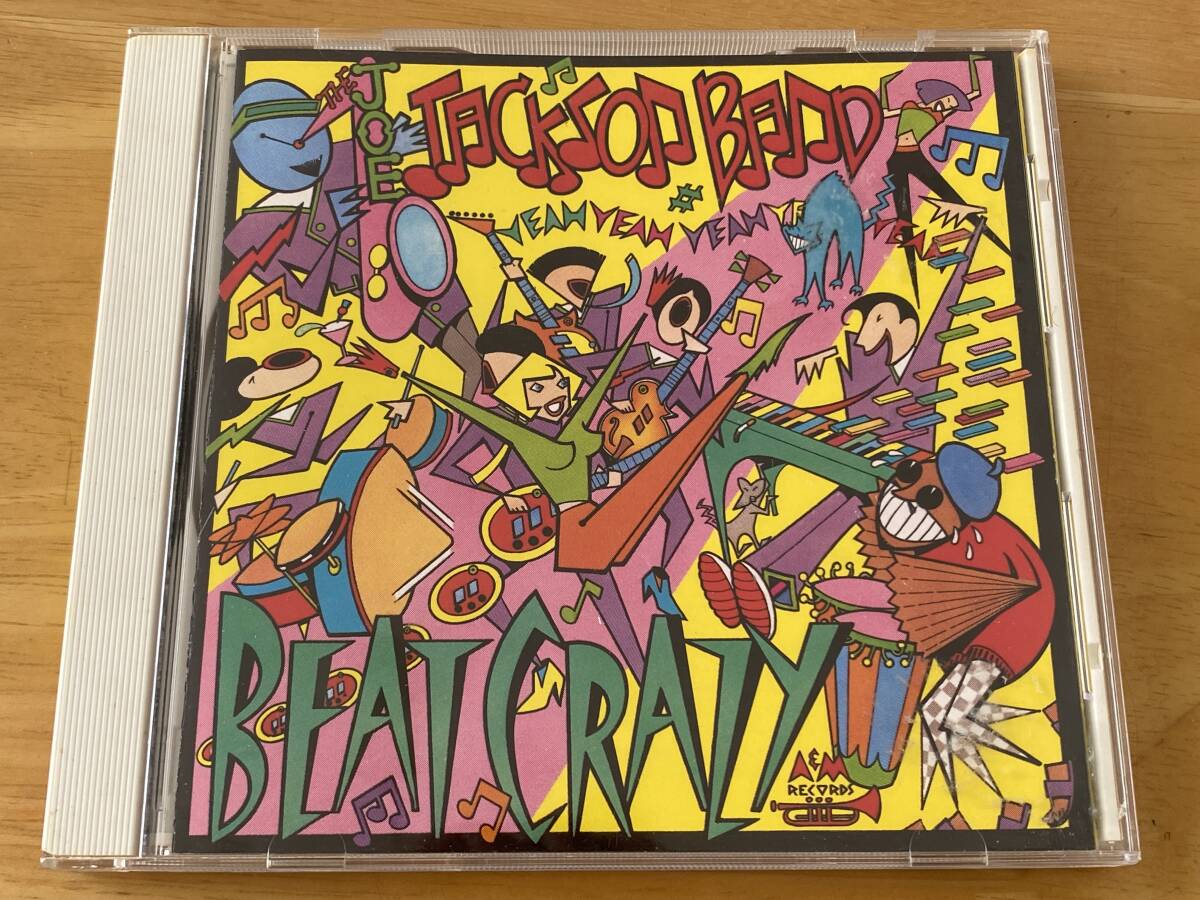 THE JOE JACKSON BAND
YEAH YEAH YEAH YEAH
BEAT CRAZY
A&M
RECORDS